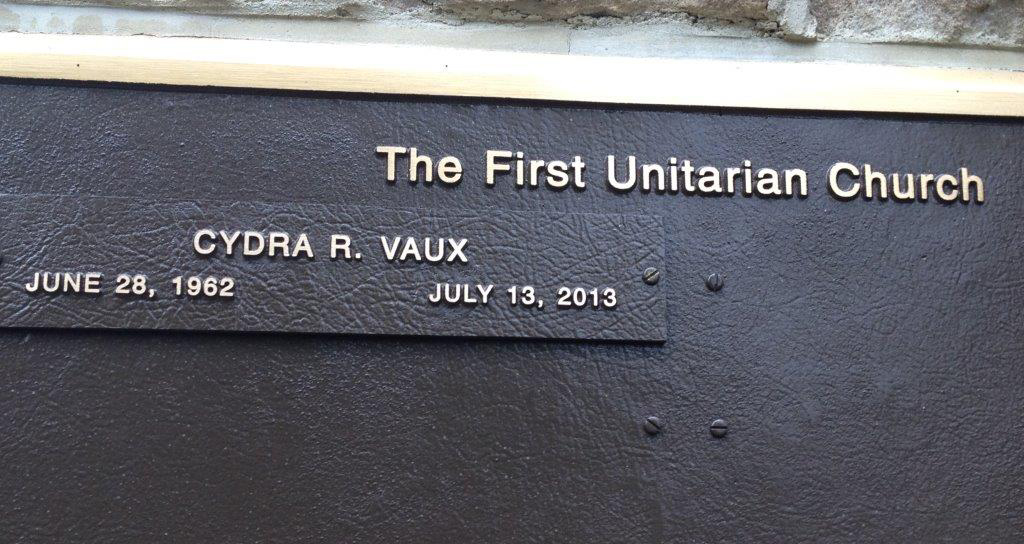 The First Unitarian Church
CYDRA R. VAUX
JUNE 28, 1962 JULY 13, 2013